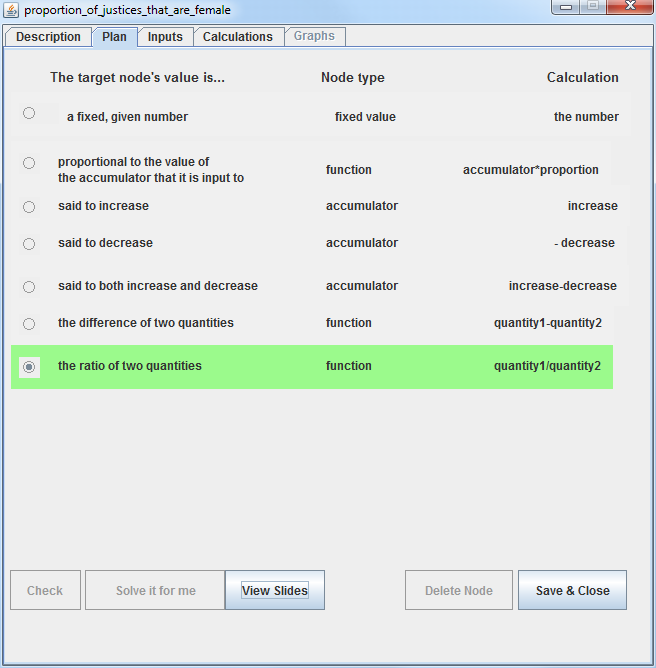 proportion_of_justices_that_are_female
Description Plan Inputs Calculations Graphs
The target node's value is... Node type Calculation
a fixed, given number fixed value the number
proportional to the value of
the accumulator that it is input to function accumulator*proportion
said to increase accumulator increase
said to decrease accumulator - decrease
said to both increase and decrease accumulator increase-decrease
the difference of two quantities function quantity1-quantity2
the ratio of two quantities function quantity1/quantity2
Check Solve it for me View Slides Delete Node Save & Close